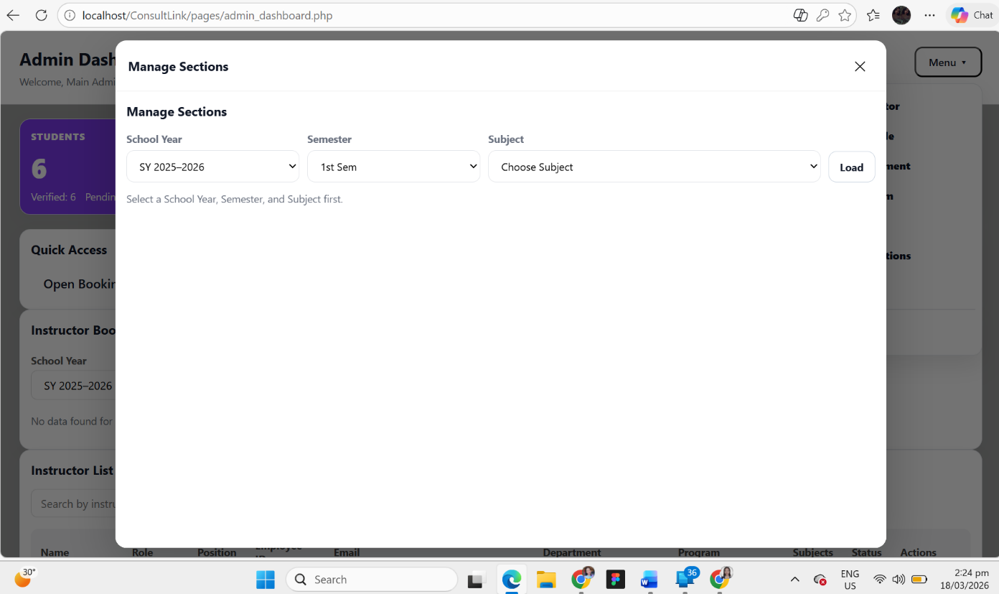 localhost/ConsultLink/pages/admin_dashboard.php
Chat
Admin Dash
Welcome, Main Admi
Menu ▾
Manage Sections
Manage Sections
School Year Semester Subject
SY 2025–2026 1st Sem Choose Subject Load
Select a School Year, Semester, and Subject first.
STUDENTS
6
Verified: 6 Pendin
tor
le
ment
m
tions
Quick Access
Open Bookin
Instructor Boo
School Year
SY 2025–2026
No data found for
Instructor List
Search by instru
Name Role Position Employee Email Department Program Subjects Status Actions
30°
Search
36
ENG
US
2:24 pm
18/03/2026